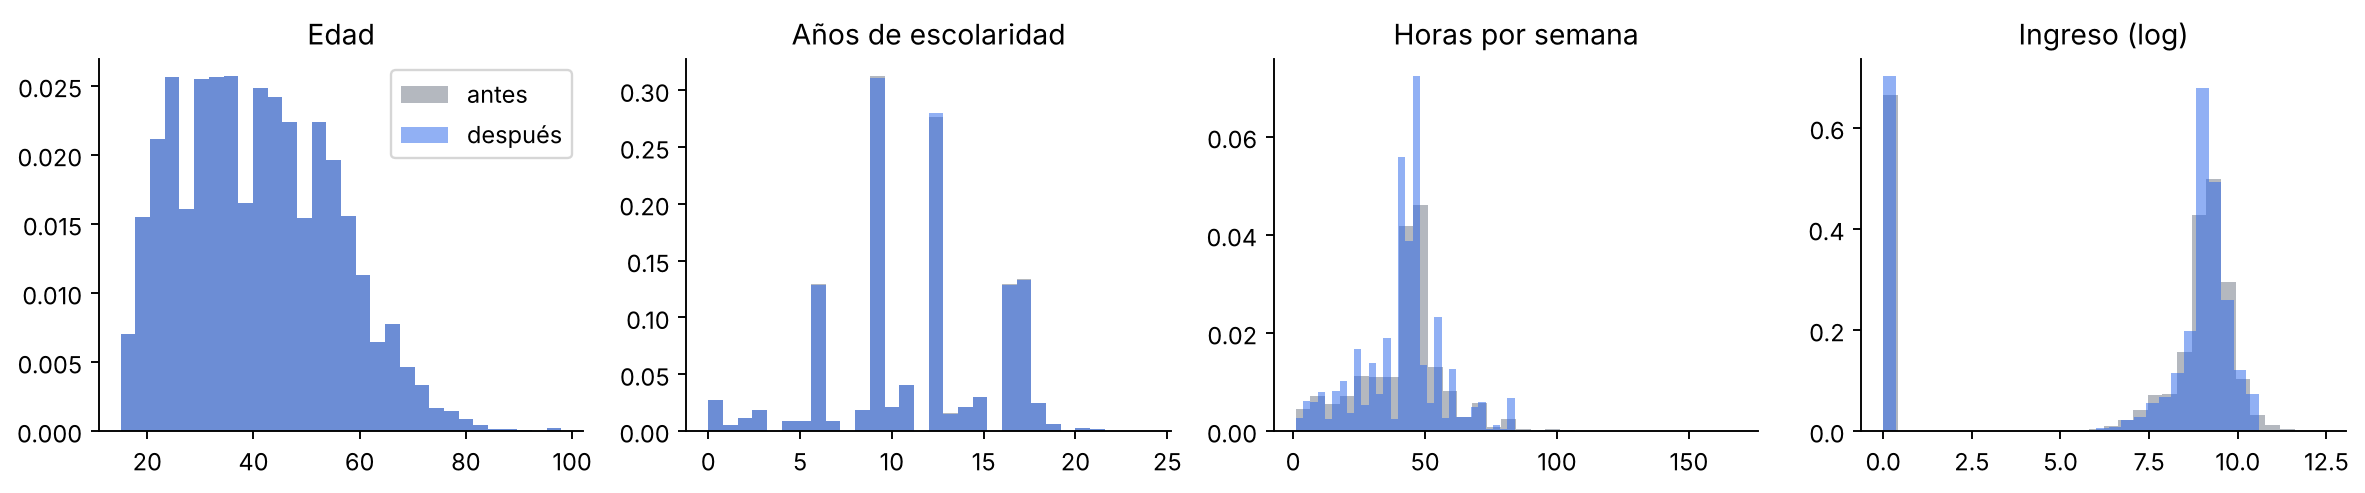 Edad
antes
después
0.025
0.020
0.015
0.010
0.005
0.000
20 40 60 80 100
Años de escolaridad
0.30
0.25
0.20
0.15
0.10
0.05
0.00
0 5 10 15 20 25
Horas por semana
0.06
0.04
0.02
0.00
0 50 100 150
Ingreso (log)
0.6
0.4
0.2
0.0
0.0 2.5 5.0 7.5 10.0 12.5